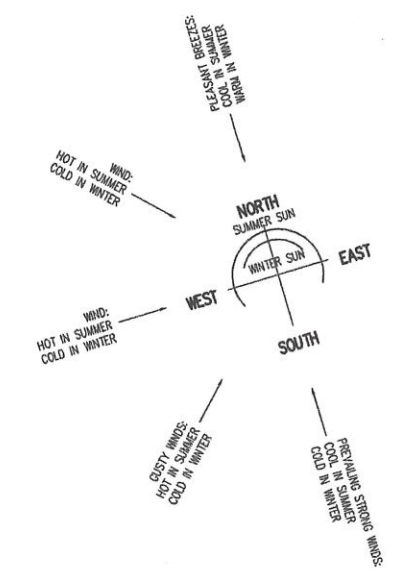 PLEASANT BREEZES:
COOL IN SUMMER
WARM IN WINTER
WIND:
HOT IN SUMMER
COLD IN WINTER
NORTH
SUMMER SUN
WINTER SUN
EAST
WEST
SOUTH
WIND:
HOT IN SUMMER
COLD IN WINTER
GUSTY WINDS:
HOT IN SUMMER
COLD IN WINTER
PREVAILING STRONG WINDS:
COOL IN SUMMER
COLD IN WINTER